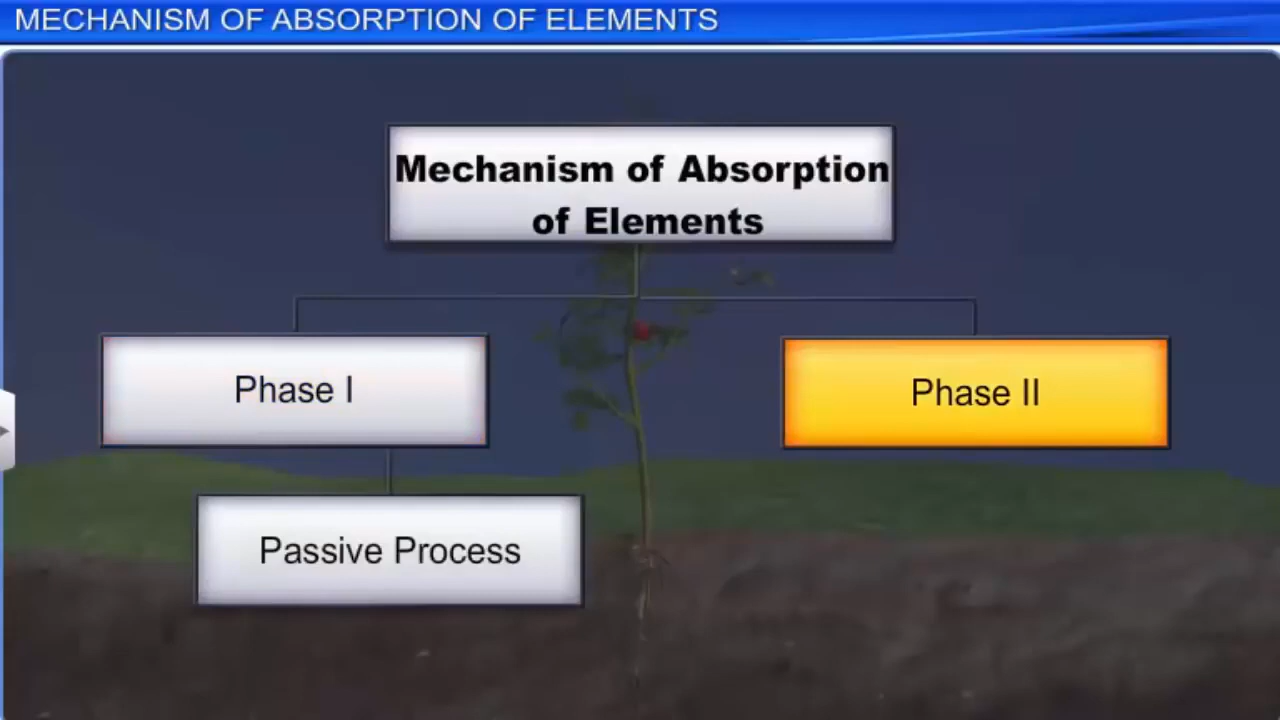 MECHANISM OF ABSORPTION OF ELEMENTS
Mechanism of Absorption
of Elements
Phase I
Phase II
Passive Process